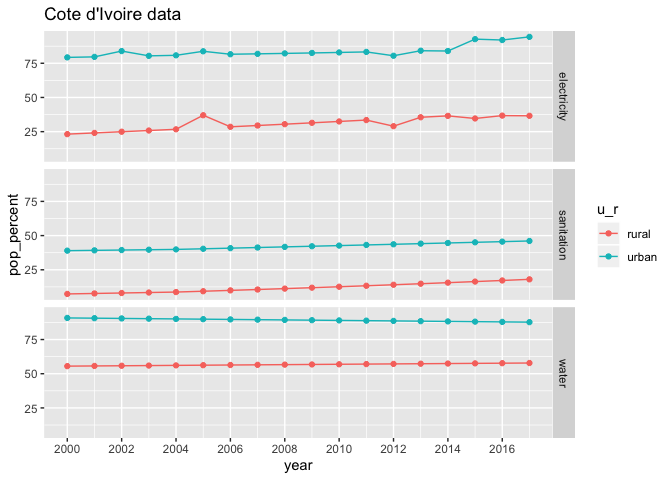 Cote d'Ivoire data
pop_percent
75
50
25
electricity
75
50
25
sanitation
75
50
25
water
2000 2002 2004 2006 2008 2010 2012 2014 2016
year
u_r
rural
urban